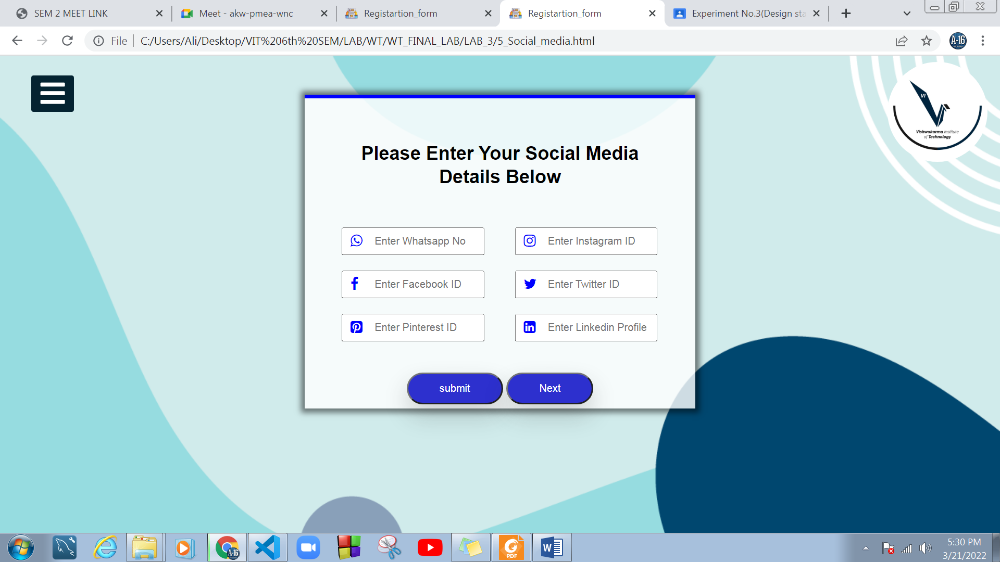 SEM 2 MEET LINK
Meet - akw-pmea-wnc
Registartion_form
Registartion_form
Experiment No.3(Design sta
File
C:/Users/Ali/Desktop/VIT%206th%20SEM/LAB/WT/WT_FINAL_LAB/LAB_3/5_Social_media.html
A-16
VI
Vishwakarma Institute
of Technology
Please Enter Your Social Media
Details Below
Enter Whatsapp No
Enter Instagram ID
Enter Facebook ID
Enter Twitter ID
Enter Pinterest ID
Enter Linkedin Profile
submit
Next
A-16
PDF
W
5:30 PM
3/21/2022